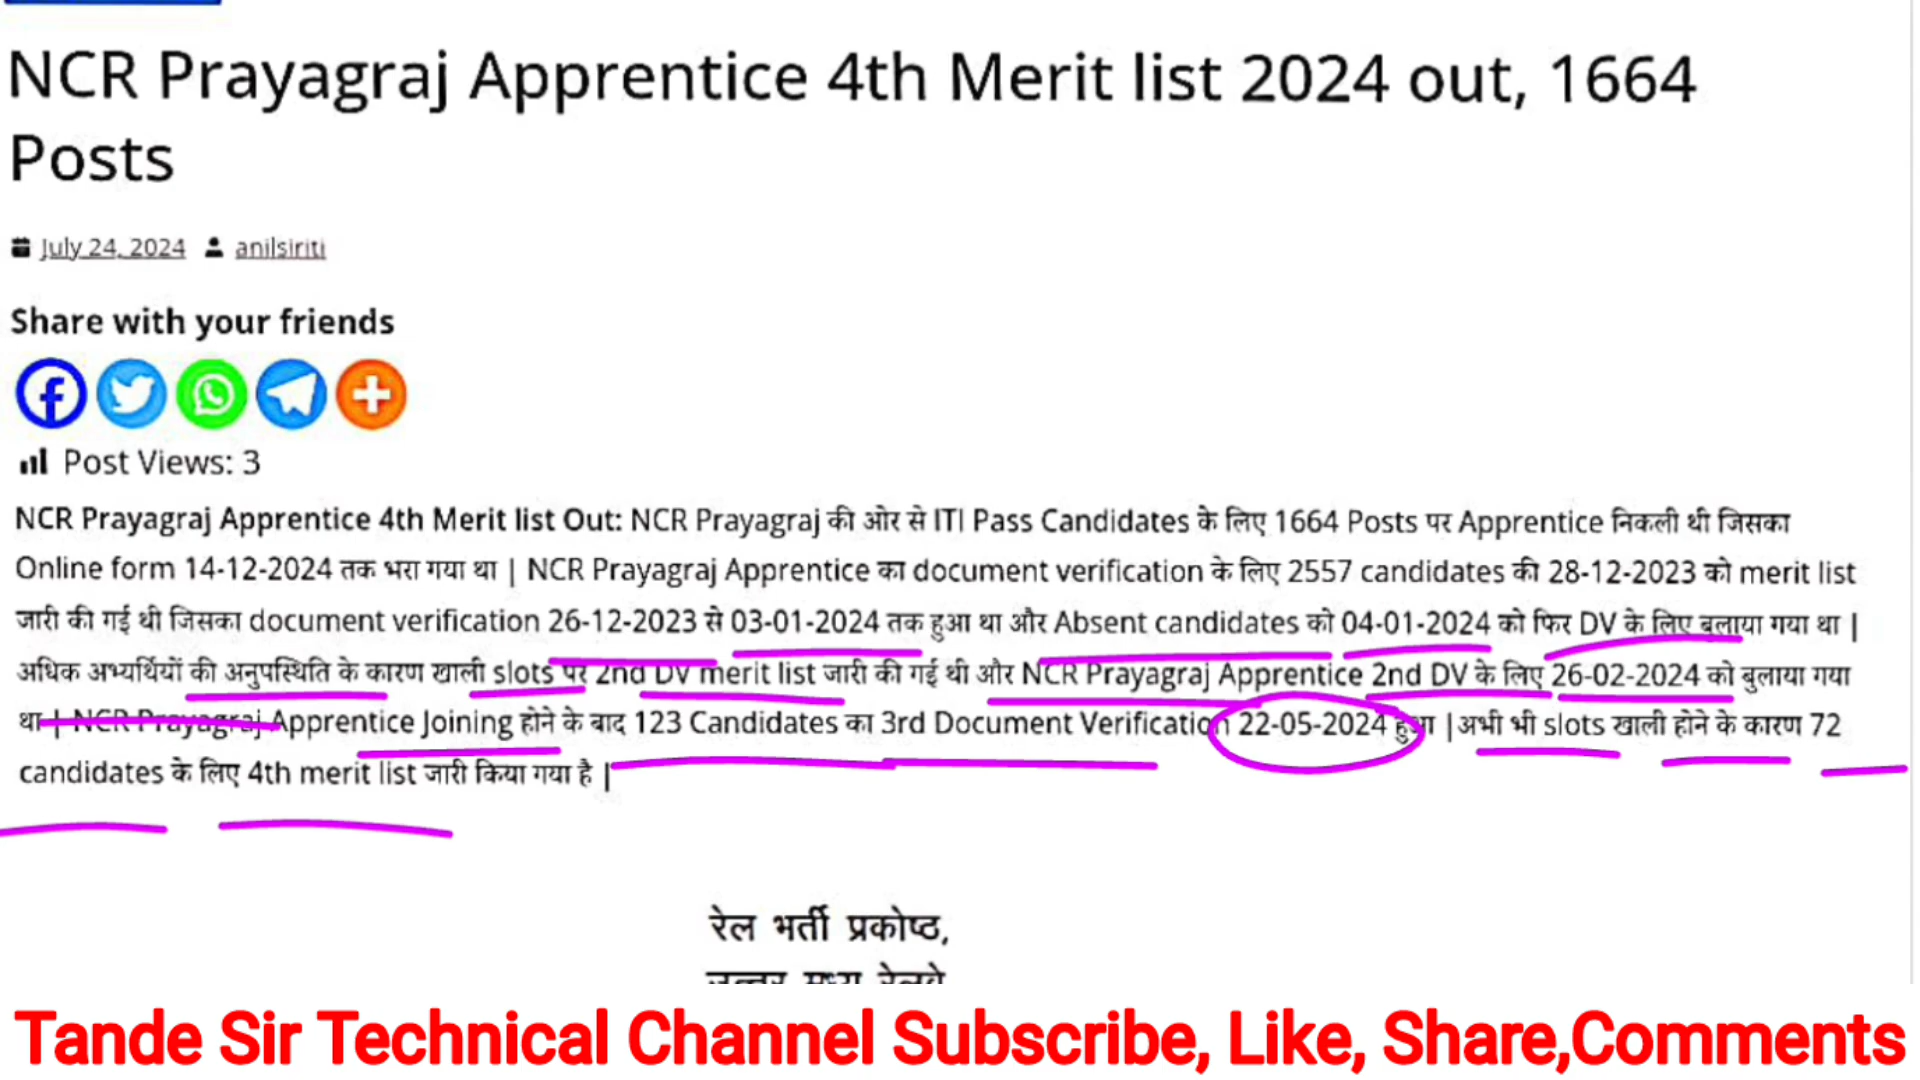 NCR Prayagraj Apprentice 4th Merit list 2024 out, 1664
Posts
July 24, 2024 anilsiriti
Share with your friends
Post Views: 3
NCR Prayagraj Apprentice 4th Merit list Out: NCR Prayagraj की ओर से ITI Pass Candidates के लिए 1664 Posts पर Apprentice निकली थी जिसका
Online form 14-12-2024 तक भरा गया था | NCR Prayagraj Apprentice का document verification के लिए 2557 candidates की 28-12-2023 को merit list
जारी की गई थी जिसका document verification 26-12-2023 से 03-01-2024 तक हुआ था और Absent candidates को 04-01-2024 को फिर DV के लिए बुलाया गया था |
अधिक अभ्यर्थियों की अनुपस्थिति के कारण खाली slots पर 2nd DV merit list जारी की गई थी और NCR Prayagraj Apprentice 2nd DV के लिए 26-02-2024 को बुलाया गया
था | NCR Prayagraj Apprentice Joining होने के बाद 123 Candidates का 3rd Document Verification 22-05-2024 हुआ |अभी भी slots खाली होने के कारण 72
candidates के लिए 4th merit list जारी किया गया है |
रेल भर्ती प्रकोष्ठ,
उत्तर मध्य रेलवे
Tande Sir Technical Channel Subscribe, Like, Share,Comments